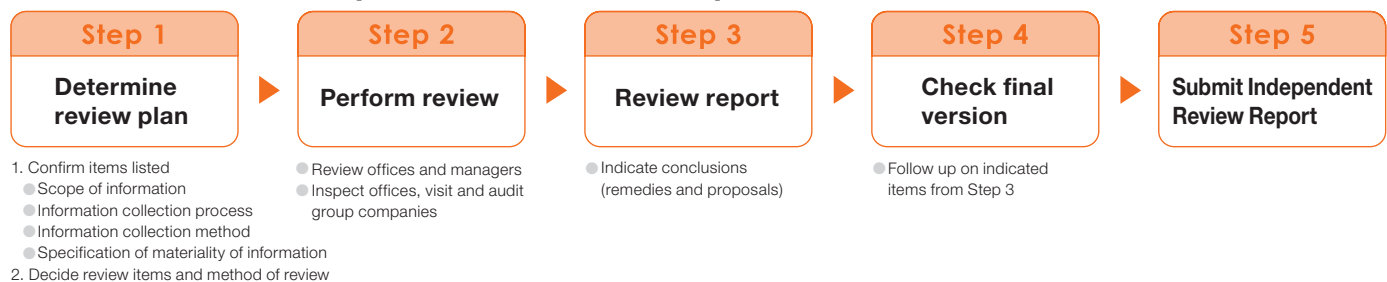 Step 1
Determine
review plan
1. Confirm items listed
Scope of information
Information collection process
Information collection method
Specification of materiality of information
2. Decide review items and method of review
Step 2
Perform review
Review offices and managers
Inspect offices, visit and audit
group companies
Step 3
Review report
Indicate conclusions
(remedies and proposals)
Step 4
Check final
version
Follow up on indicated
items from Step 3
Step 5
Submit Independent
Review Report